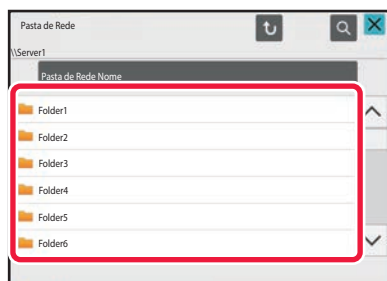 Pasta de Rede
\\Server1
Pasta de Rede Nome
Folder1
Folder2
Folder3
Folder4
Folder5
Folder6